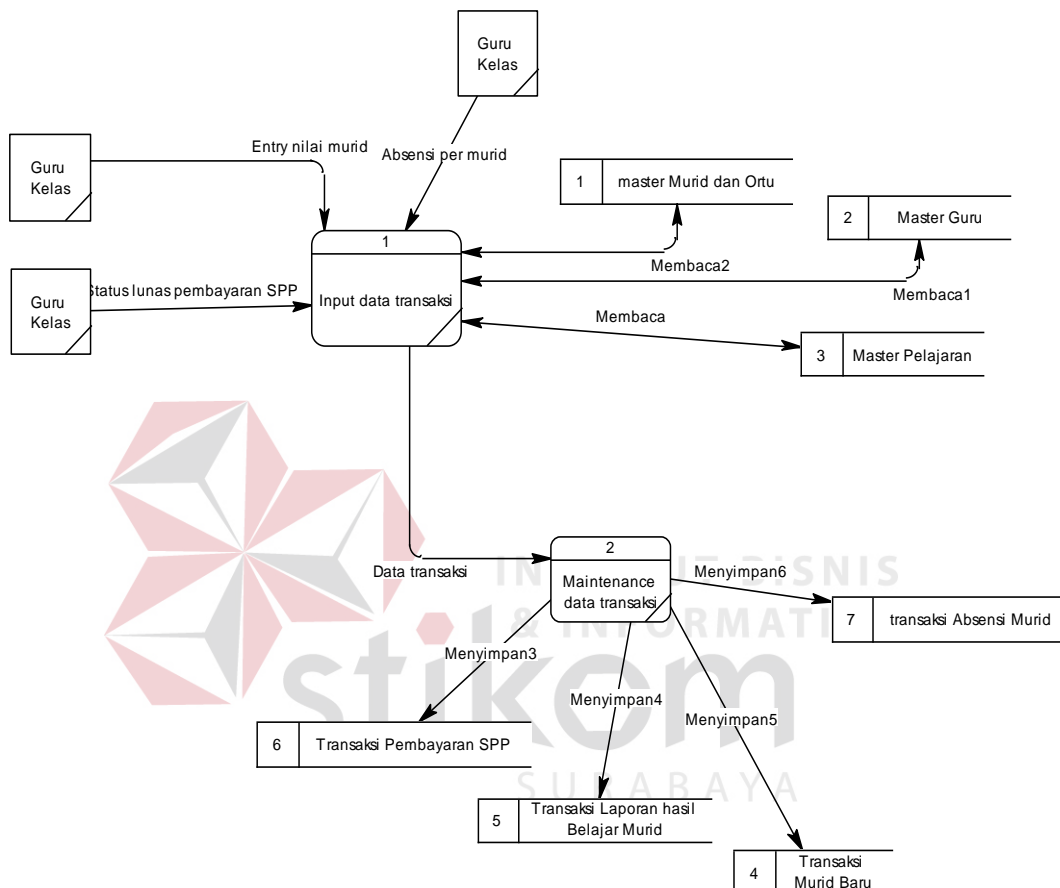 Guru
Kelas
Guru
Kelas
Entry nilai murid
Absensi per murid
1
master Murid dan Ortu
2
Master Guru
1
Input data transaksi
Membaca2
Membaca1
Guru
Kelas
Status lunas pembayaran SPP
Membaca
3
Master Pelajaran
Data transaksi
2
Maintenance
data transaksi
Menyimpan6
7
transaksi Absensi Murid
Menyimpan3
Menyimpan4
Menyimpan5
6
Transaksi Pembayaran SPP
5
Transaksi Laporan hasil
Belajar Murid
4
Transaksi
Murid Baru
BISNIS
& INFORMATI
stikom
SURABAYA